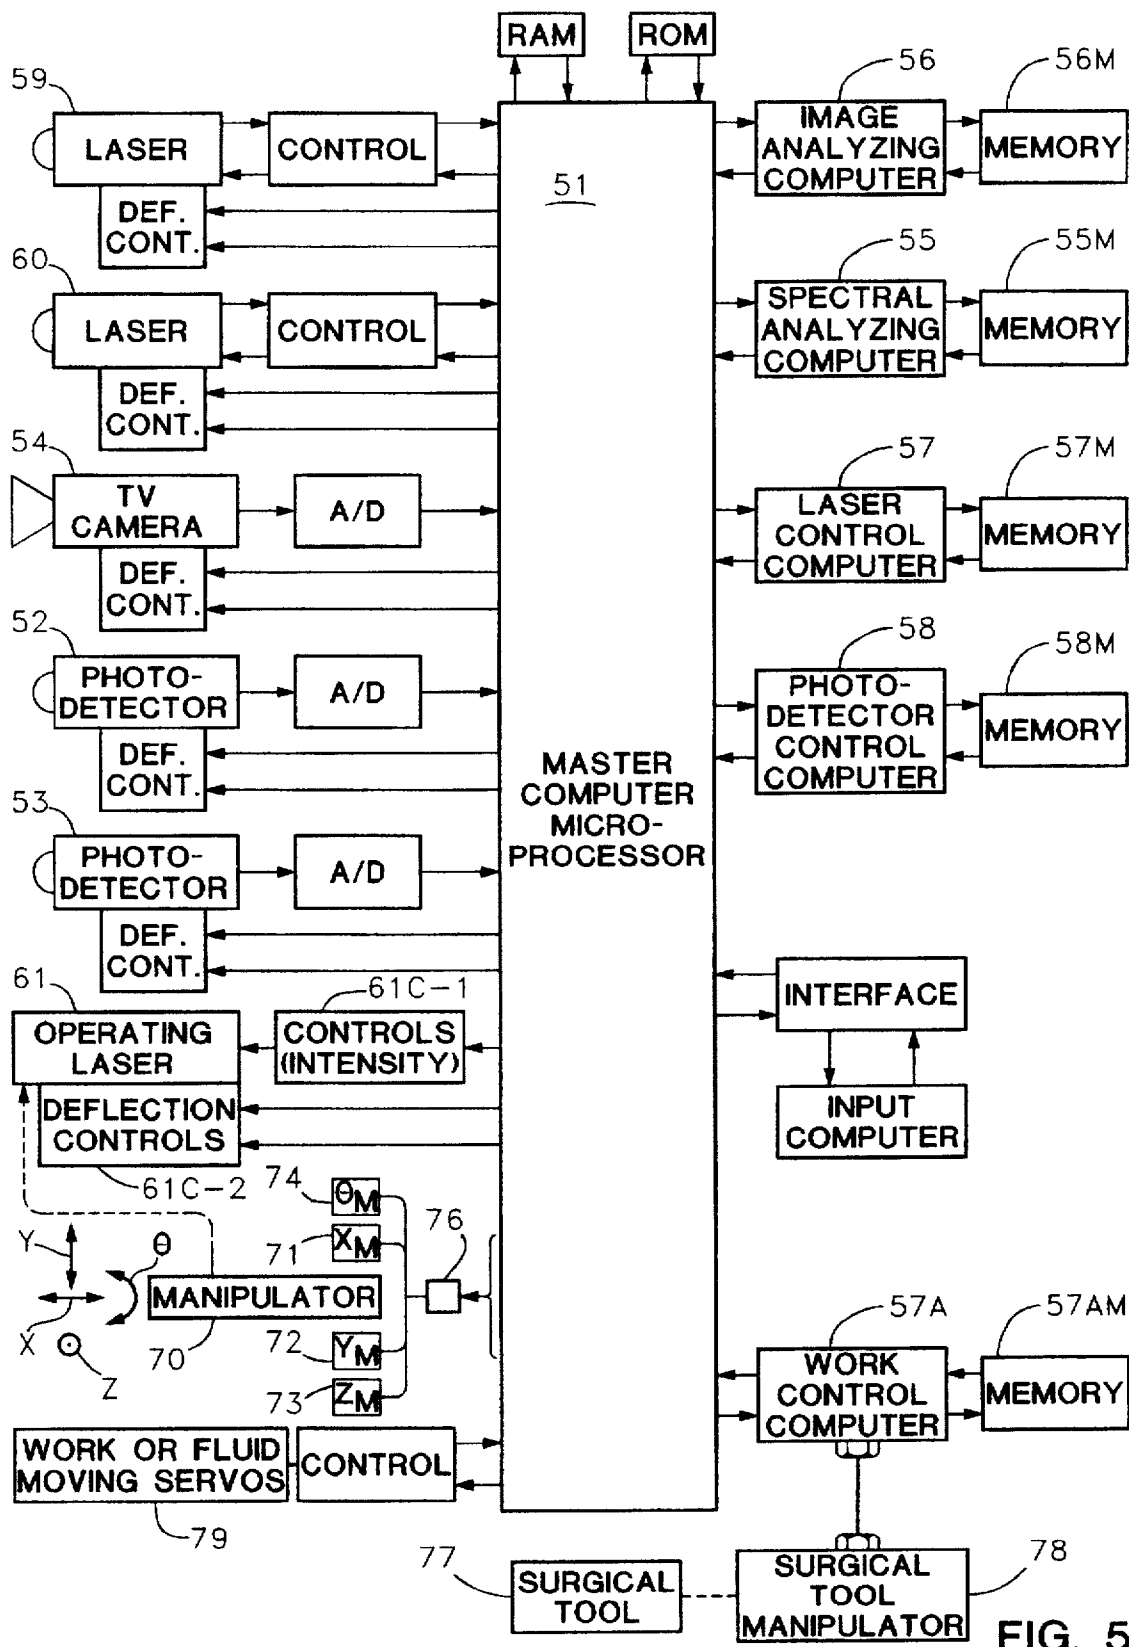 RAM
ROM
59
LASER
CONTROL
DEF.
CONT.
60
LASER
CONTROL
DEF.
CONT.
54
TV
CAMERA
A/D
DEF.
CONT.
52
PHOTO-
DETECTOR
A/D
DEF.
CONT.
53
PHOTO-
DETECTOR
A/D
DEF.
CONT.
61
OPERATING
LASER
61C-1
CONTROLS
(INTENSITY)
DEFLECTION
CONTROLS
61C-2
74
ΘM
71
XM
76
Y
Θ
X
Z
MANIPULATOR
70
72
YM
73
ZM
WORK OR FLUID
MOVING SERVOS
CONTROL
79
51
MASTER
COMPUTER
MICRO-
PROCESSOR
56
IMAGE
ANALYZING
COMPUTER
56M
MEMORY
55
SPECTRAL
ANALYZING
COMPUTER
55M
MEMORY
57
LASER
CONTROL
COMPUTER
57M
MEMORY
58
PHOTO-
DETECTOR
CONTROL
COMPUTER
58M
MEMORY
INTERFACE
INPUT
COMPUTER
57A
WORK
CONTROL
COMPUTER
57AM
MEMORY
77
SURGICAL
TOOL
78
SURGICAL
TOOL
MANIPULATOR
FIG. 5